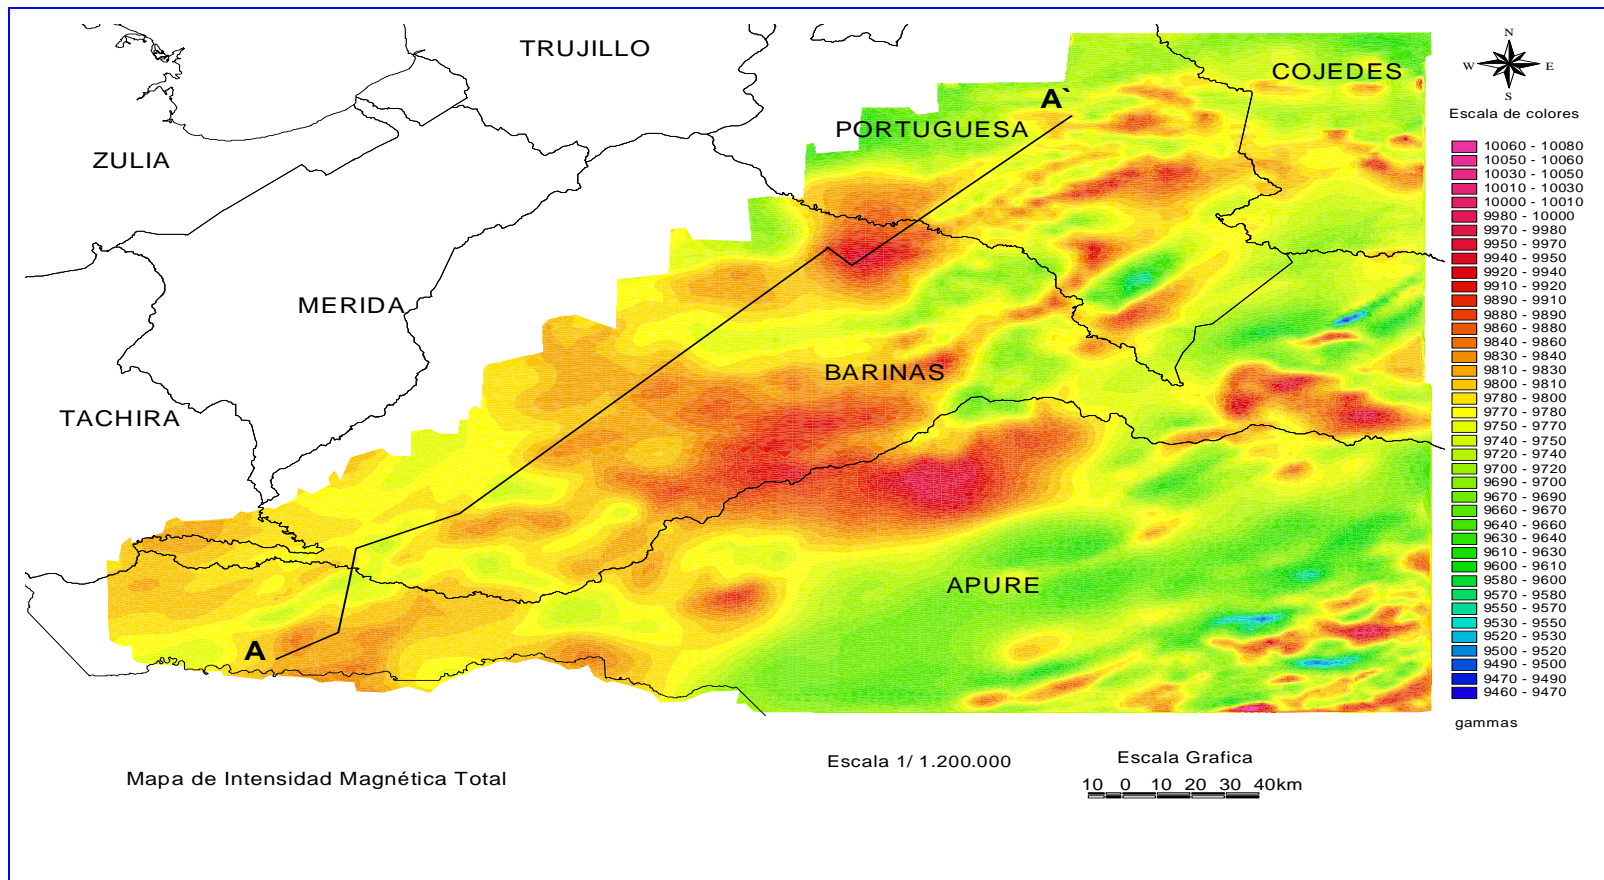 TRUJILLO
COJEDES
N
W
E
S
A`
PORTUGUESA
ZULIA
MERIDA
BARINAS
TACHIRA
APURE
A
Escala de colores
10060 - 10080
10050 - 10060
10030 - 10050
10010 - 10030
10000 - 10010
9980 - 10000
9970 - 9980
9950 - 9970
9940 - 9950
9920 - 9940
9910 - 9920
9890 - 9910
9880 - 9890
9860 - 9880
9840 - 9860
9830 - 9840
9810 - 9830
9800 - 9810
9780 - 9800
9770 - 9780
9750 - 9770
9740 - 9750
9720 - 9740
9700 - 9720
9690 - 9700
9670 - 9690
9660 - 9670
9640 - 9660
9630 - 9640
9610 - 9630
9600 - 9610
9580 - 9600
9570 - 9580
9550 - 9570
9530 - 9550
9520 - 9530
9500 - 9520
9490 - 9500
9470 - 9490
9460 - 9470
gammas
Mapa de Intensidad Magnética Total
Escala 1/ 1.200.000
Escala Grafica
10 0 10 20 30 40km